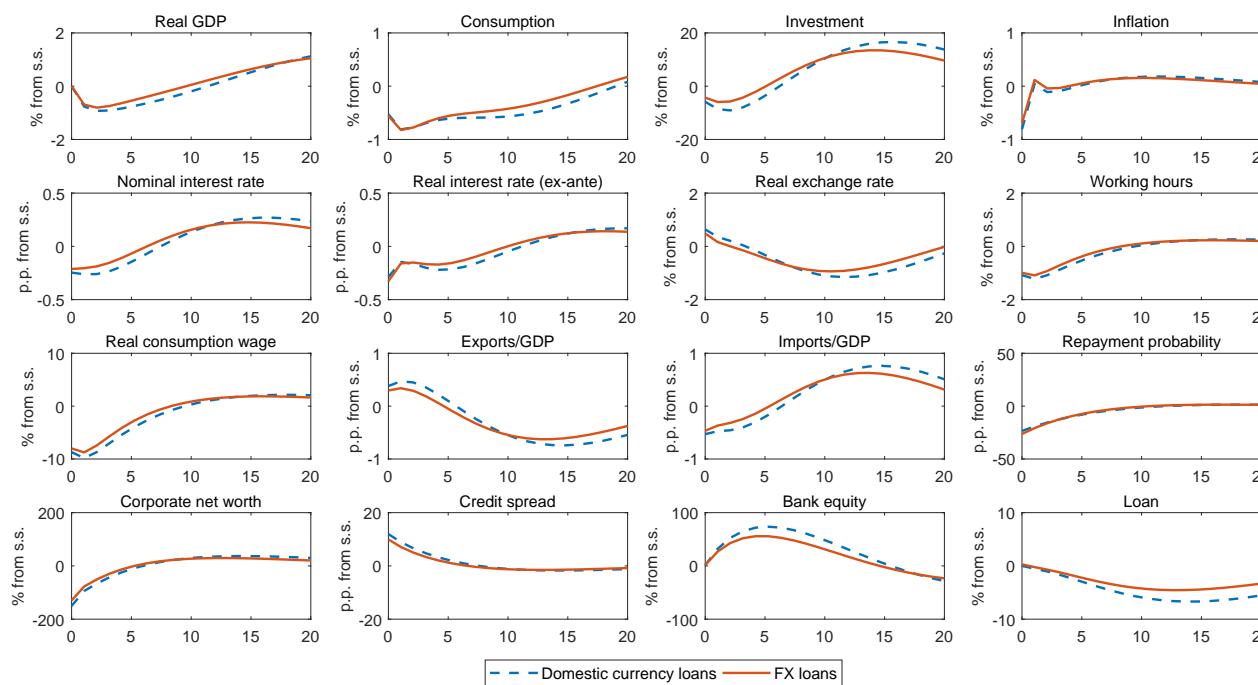 Real GDP Consumption Investment Inflation
2 1 20 1
% from s.s. 0 % from s.s. 0 % from s.s. 0 % from s.s. 0
-2 -1 -20 -1
0 5 10 15 20 0 5 10 15 20 0 5 10 15 20 0 5 10 15 20
Nominal interest rate Real interest rate (ex-ante) Real exchange rate Working hours
0.5 0.5 2 2
p.p. from s.s. 0 p.p. from s.s. 0 % from s.s. 0 % from s.s. 0
-0.5 -0.5 -2 -2
0 5 10 15 20 0 5 10 15 20 0 5 10 15 20 0 5 10 15 20
Real consumption wage Exports/GDP Imports/GDP Repayment probability
10 1 1 50
% from s.s. 0 p.p. from s.s. 0 p.p. from s.s. 0 p.p. from s.s. 0
-10 -1 -1 -50
0 5 10 15 20 0 5 10 15 20 0 5 10 15 20 0 5 10 15 20
Corporate net worth Credit spread Bank equity Loan
200 20 100 10
% from s.s. 0 p.p. from s.s. 0 % from s.s. 0 % from s.s. 0
-200 -20 -100 -10
0 5 10 15 20 0 5 10 15 20 0 5 10 15 20 0 5 10 15 20
Domestic currency loans FX loans